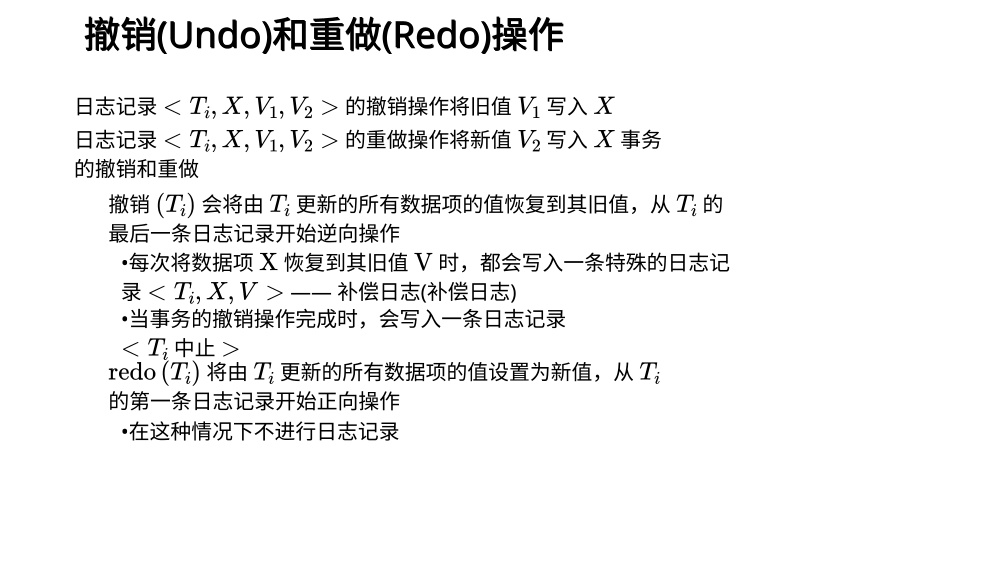 撤销(Undo)和重做(Redo)操作
日志记录 < T_i, X, V_1, V_2 > 的撤销操作将旧值 V_1 写入 X
日志记录 < T_i, X, V_1, V_2 > 的重做操作将新值 V_2 写入 X 事务
的撤销和重做
撤销 (T_i) 会将由 T_i 更新的所有数据项的值恢复到其旧值，从 T_i 的
最后一条日志记录开始逆向操作
•每次将数据项 X 恢复到其旧值 V 时，都会写入一条特殊的日志记
录 < T_i, X, V > —— 补偿日志(补偿日志)
•当事务的撤销操作完成时，会写入一条日志记录
< T_i 中止 >
redo (T_i) 将由 T_i 更新的所有数据项的值设置为新值，从 T_i
的第一条日志记录开始正向操作
•在这种情况下不进行日志记录